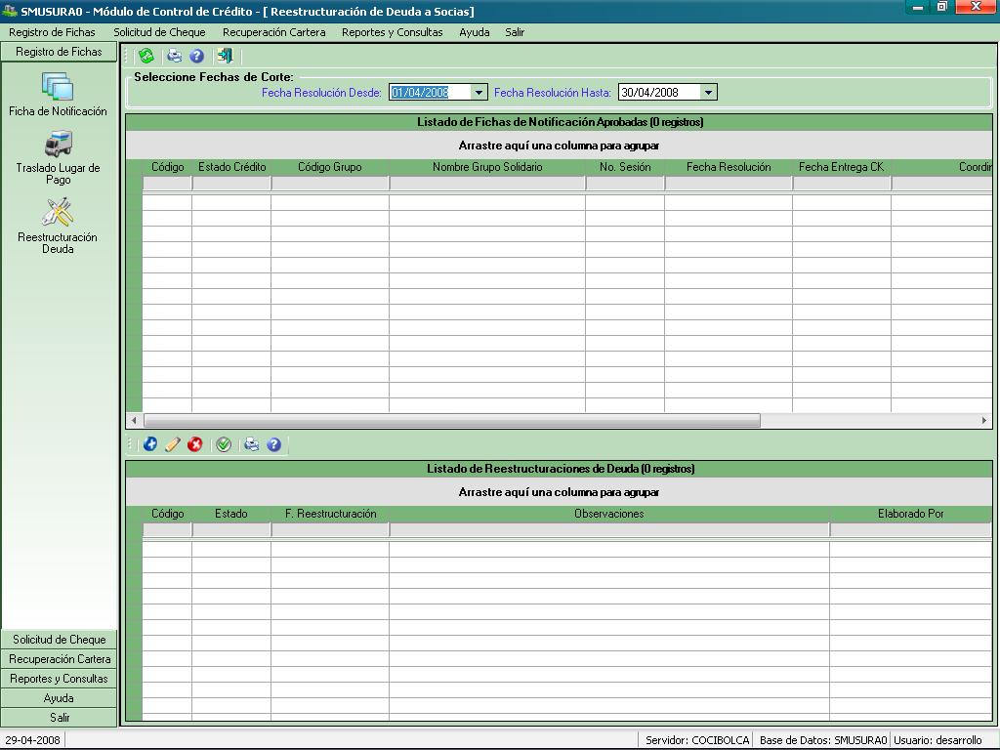 SMUSURA0 - Módulo de Control de Crédito - [ Reestructuración de Deuda a Socias]
Registro de Fichas Solicitud de Cheque Recuperación Cartera Reportes y Consultas Ayuda Salir
Registro de Fichas
Ficha de Notificación
Traslado Lugar de
Pago
Reestructuración
Deuda
Seleccione Fechas de Corte:
Fecha Resolución Desde: 01/04/2008 Fecha Resolución Hasta: 30/04/2008
Listado de Fichas de Notificación Aprobadas (0 registros)
Arrastre aquí una columna para agrupar
Código Estado Crédito Código Grupo Nombre Grupo Solidario No. Sesión Fecha Resolución Fecha Entrega CK Coordin
Listado de Reestructuraciones de Deuda (0 registros)
Arrastre aquí una columna para agrupar
Código Estado F. Reestructuración Observaciones Elaborado Por
Solicitud de Cheque
Recuperación Cartera
Reportes y Consultas
Ayuda
Salir
29-04-2008 Servidor: COCIBOLCA Base de Datos: SMUSURA0 Usuario: desarrollo